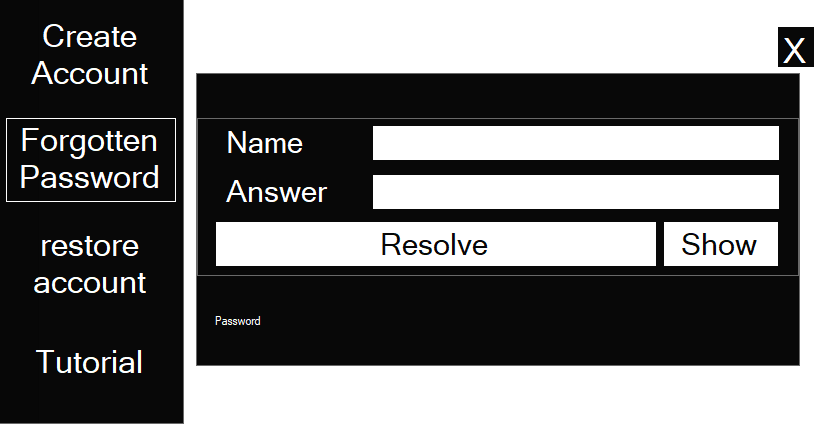 Create
Account
Forgotten
Password
restore
account
Tutorial
X
Name
Answer
Resolve
Show
Password